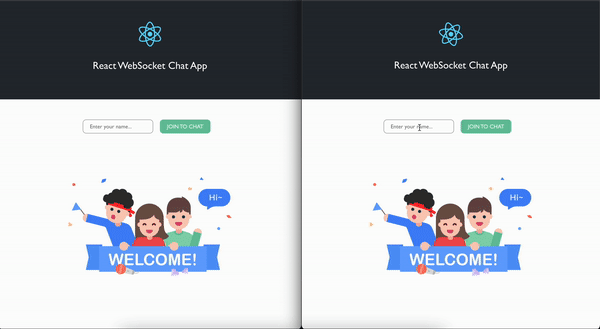 React WebSocket Chat App
Enter your name...
JOIN TO CHAT
Hi~
WELCOME!
React WebSocket Chat App
Enter your name...
JOIN TO CHAT
Hi~
WELCOME!